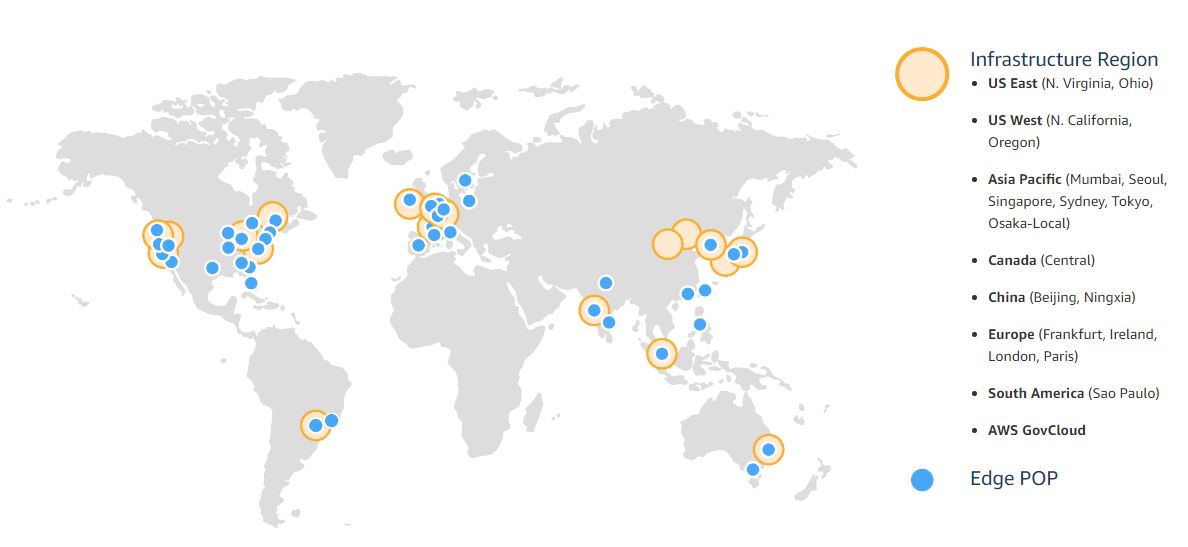 Infrastructure Region
• US East (N. Virginia, Ohio)
• US West (N. California,
Oregon)
• Asia Pacific (Mumbai, Seoul,
Singapore, Sydney, Tokyo,
Osaka-Local)
• Canada (Central)
• China (Beijing, Ningxia)
• Europe (Frankfurt, Ireland,
London, Paris)
• South America (Sao Paulo)
• AWS GovCloud
Edge POP